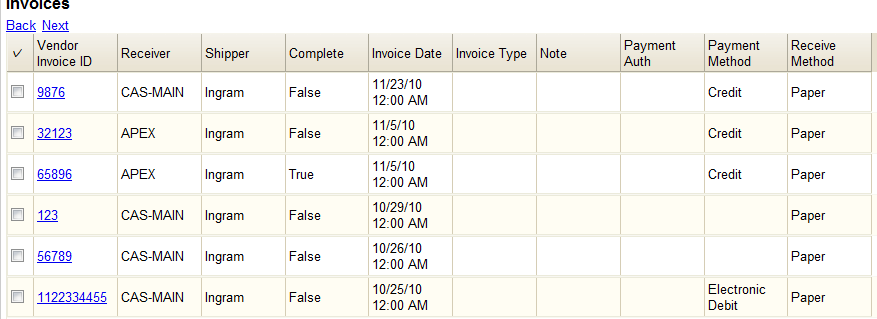 Invoices
Back Next
✓ Vendor Invoice ID Receiver Shipper Complete Invoice Date Invoice Type Note Payment Auth Payment Method Receive Method
9876 CAS-MAIN Ingram False 11/23/10 12:00 AM Credit Paper
32123 APEX Ingram False 11/5/10 12:00 AM Credit Paper
65896 APEX Ingram True 11/5/10 12:00 AM Credit Paper
123 CAS-MAIN Ingram False 10/29/10 12:00 AM Paper
56789 CAS-MAIN Ingram False 10/26/10 12:00 AM Paper
1122334455 CAS-MAIN Ingram False 10/25/10 12:00 AM Electronic Debit Paper